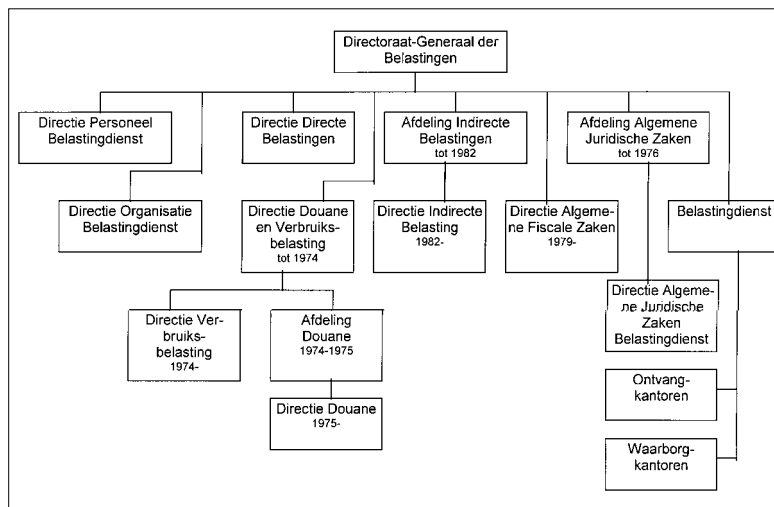 Directoraat-Generaal der
Belastingen
Directie Personeel
Belastingdienst
Directie Directe
Belastingen
Afdeling Indirecte
Belastingen
tot 1982
Afdeling Algemene
Juridische Zaken
tot 1976
Directie Organisatie
Belastingdienst
Directie Douane
en Verbruiks-
belasting
tot 1974
Directie Indirecte
Belasting
1982-
Directie Algeme-
ne Fiscale Zaken
1979-
Belastingdienst
Directie Algeme-
ne Juridische
Zaken
Belastingdienst
Directie Ver-
bruiks-
belasting
1974-
Afdeling
Douane
1974-1975
Ontvang-
kantoren
Directie Douane
1975-
Waarborg-
kantoren